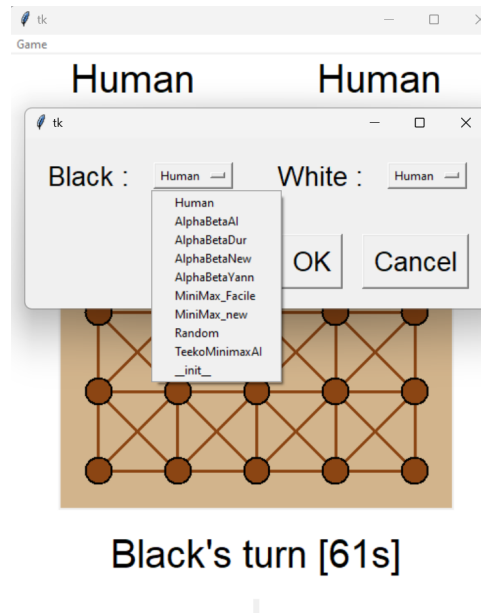 tk
Game
Human Human
tk
Black : Human White : Human
Human
AlphaBetaAI
AlphaBetaDur
AlphaBetaNew
AlphaBetaYann
MiniMax_Facile
MiniMax_new
Random
TeekoMinimaxAI
__init__
OK Cancel
Black's turn [61s]